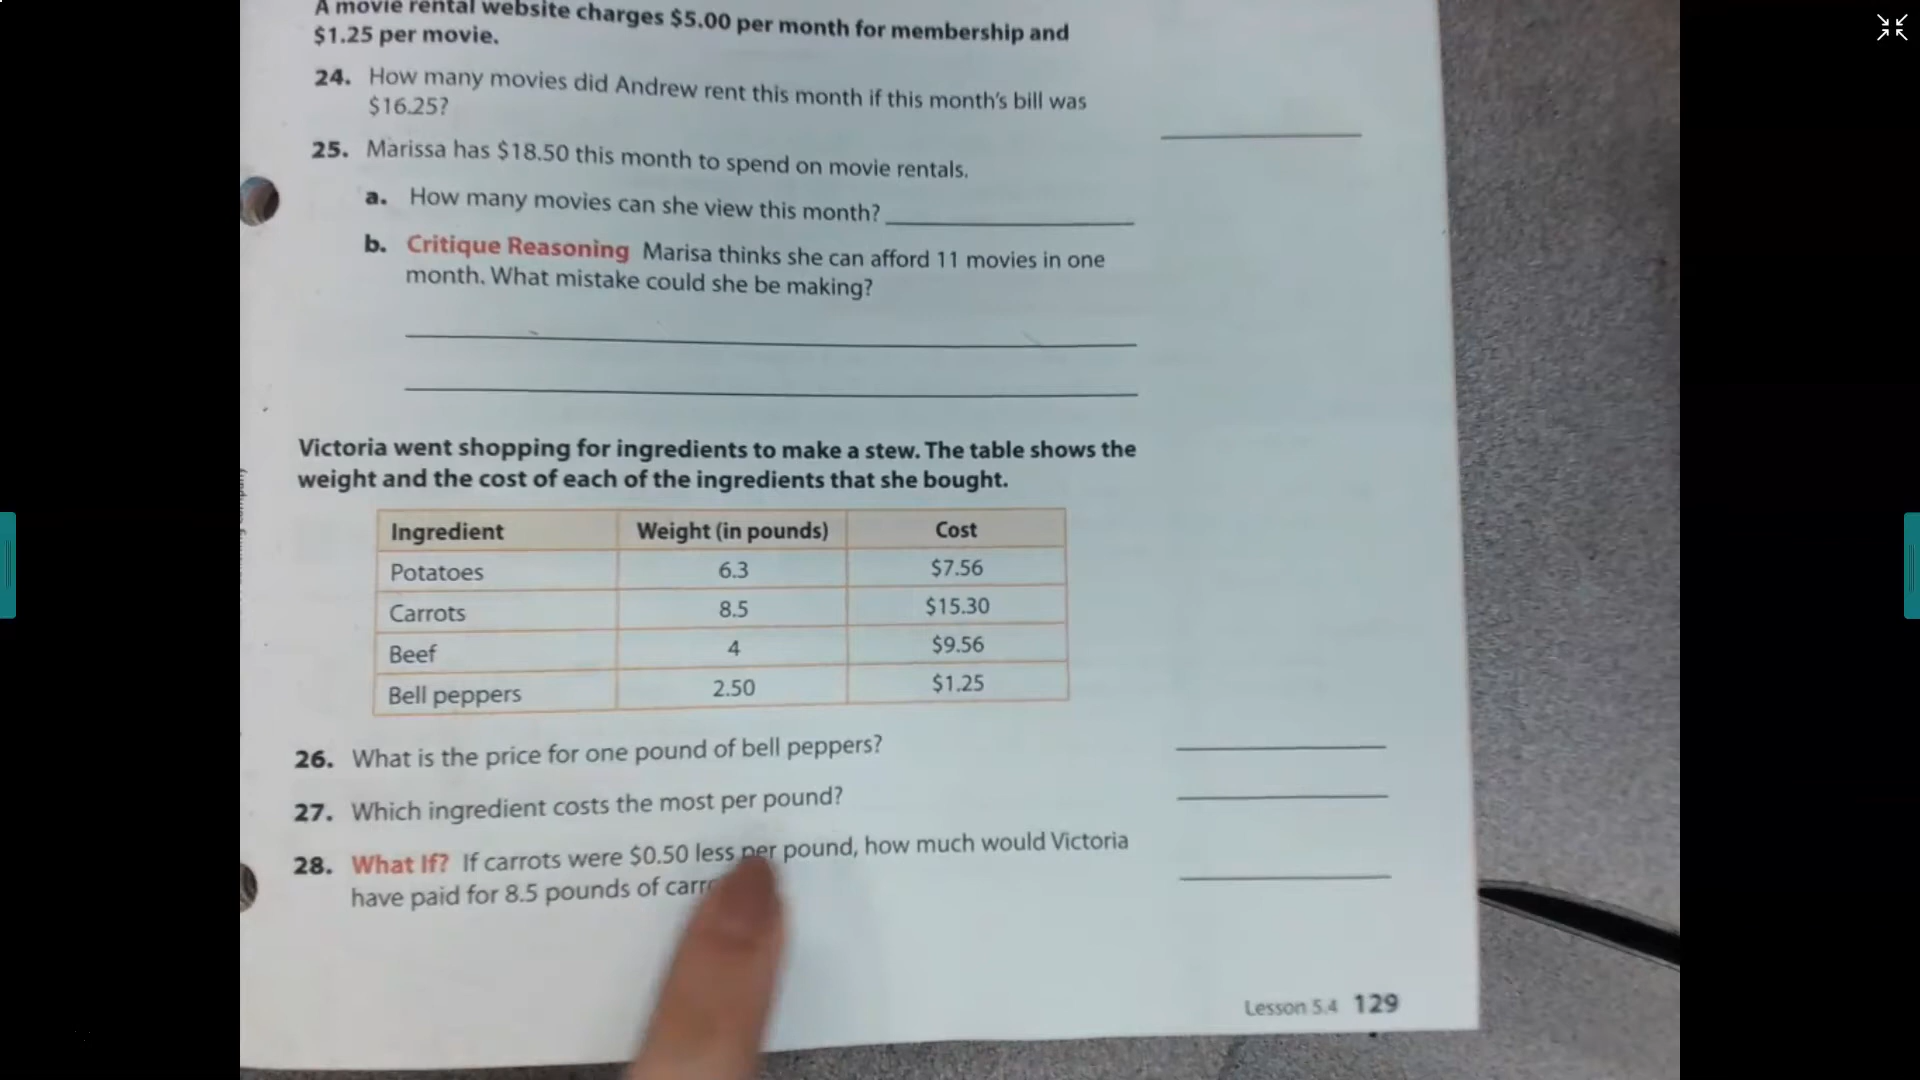 A movie rental website charges $5.00 per month for membership and
$1.25 per movie.
24. How many movies did Andrew rent this month if this month's bill was
$16.25?
25. Marissa has $18.50 this month to spend on movie rentals.
a. How many movies can she view this month?
b. Critique Reasoning Marisa thinks she can afford 11 movies in one
month. What mistake could she be making?
Victoria went shopping for ingredients to make a stew. The table shows the
weight and the cost of each of the ingredients that she bought.
Ingredient Weight (in pounds) Cost
Potatoes 6.3 $7.56
Carrots 8.5 $15.30
Beef 4 $9.56
Bell peppers 2.50 $1.25
26. What is the price for one pound of bell peppers?
27. Which ingredient costs the most per pound?
28. What If? If carrots were $0.50 less per pound, how much would Victoria
have paid for 8.5 pounds of
Lesson 5.4 129